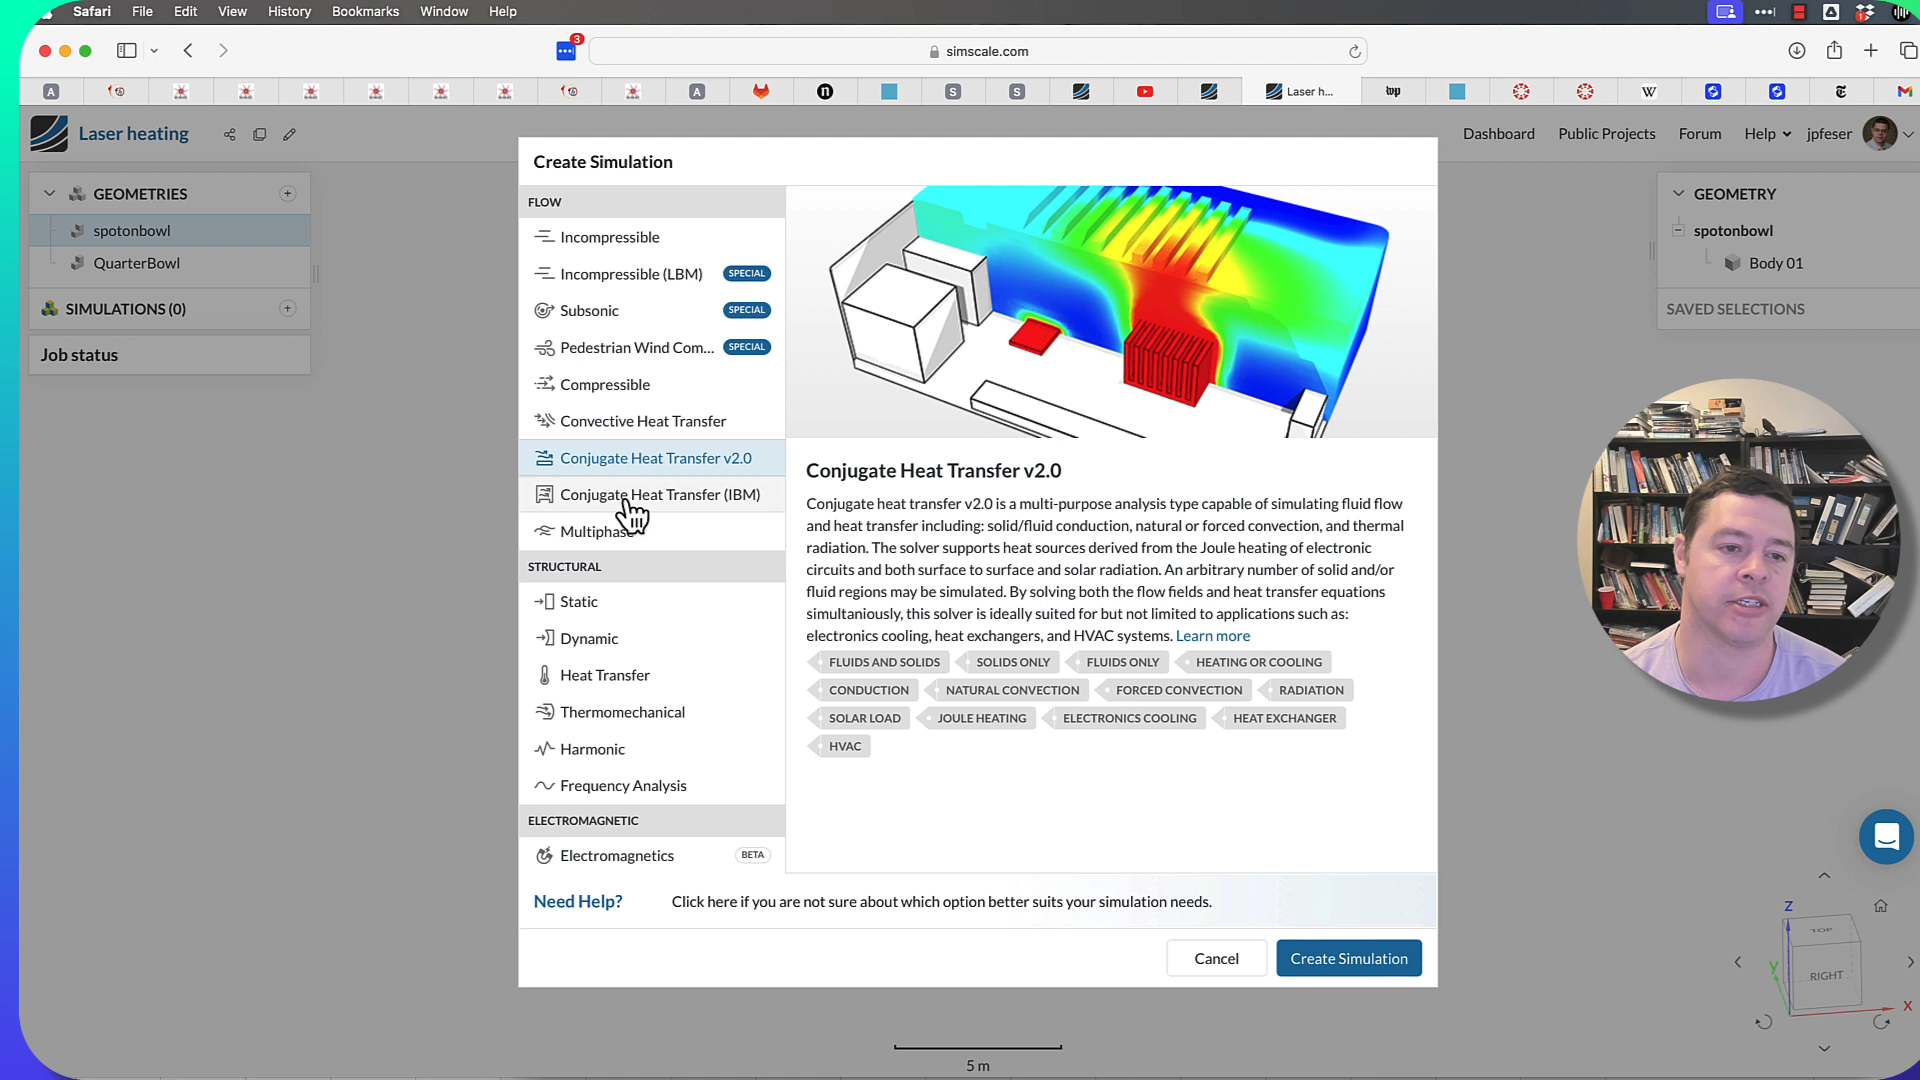 Safari File Edit View History Bookmarks Window Help
3
simscale.com
A
A
n
S
S
Laser h...
wp
W
Laser heating
Dashboard Public Projects Forum Help jpfeser
Create Simulation
GEOMETRIES
spotonbowl
QuarterBowl
SIMULATIONS (0)
Job status
FLOW
Incompressible
Incompressible (LBM) SPECIAL
Subsonic SPECIAL
Pedestrian Wind Com... SPECIAL
Compressible
Convective Heat Transfer
Conjugate Heat Transfer v2.0
Conjugate Heat Transfer (IBM)
Multiphase
STRUCTURAL
Static
Dynamic
Heat Transfer
Thermomechanical
Harmonic
Frequency Analysis
ELECTROMAGNETIC
Electromagnetics BETA
Conjugate Heat Transfer v2.0
Conjugate heat transfer v2.0 is a multi-purpose analysis type capable of simulating fluid flow
and heat transfer including: solid/fluid conduction, natural or forced convection, and thermal
radiation. The solver supports heat sources derived from the Joule heating of electronic
circuits and both surface to surface and solar radiation. An arbitrary number of solid and/or
fluid regions may be simulated. By solving both the flow fields and heat transfer equations
simultaniously, this solver is ideally suited for but not limited to applications such as:
electronics cooling, heat exchangers, and HVAC systems. Learn more
FLUIDS AND SOLIDS SOLIDS ONLY FLUIDS ONLY HEATING OR COOLING
CONDUCTION NATURAL CONVECTION FORCED CONVECTION RADIATION
SOLAR LOAD JOULE HEATING ELECTRONICS COOLING HEAT EXCHANGER
HVAC
Need Help? Click here if you are not sure about which option better suits your simulation needs.
Cancel Create Simulation
GEOMETRY
spotonbowl
Body 01
SAVED SELECTIONS
Z
TOP
Y
RIGHT
X
5 m